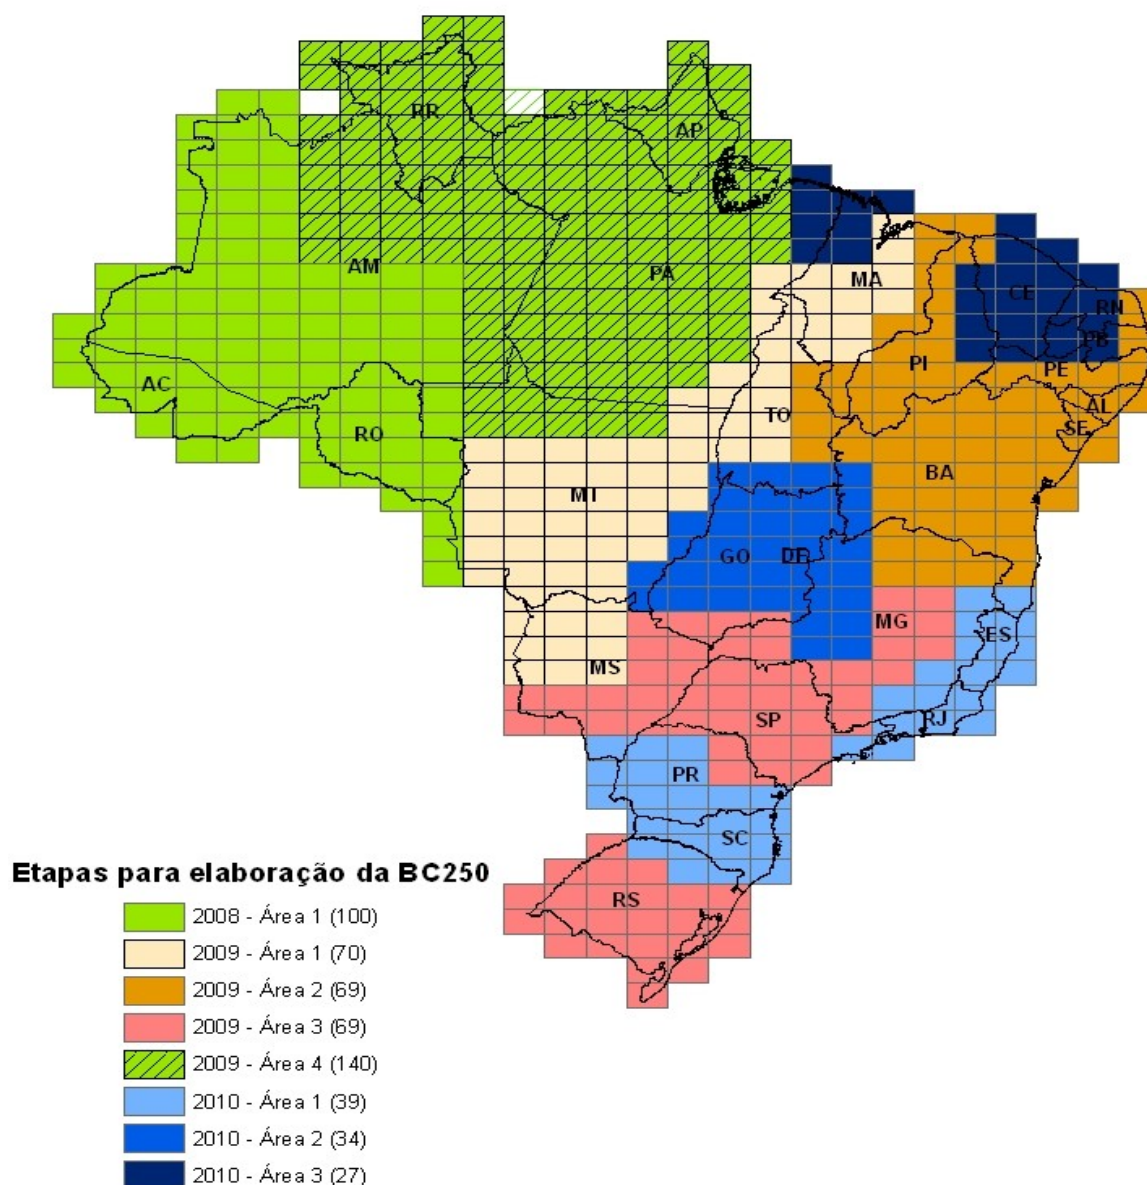 RR
AP
AM
PA
MA
CE
RN
PB
PI
PE
AC
AL
TO
SE
RO
BA
MT
GO
DF
MG
ES
MS
SP
RJ
PR
SC
RS
Etapas para elaboração da BC250
2008 - Área 1 (100)
2009 - Área 1 (70)
2009 - Área 2 (69)
2009 - Área 3 (69)
2009 - Área 4 (140)
2010 - Área 1 (39)
2010 - Área 2 (34)
2010 - Área 3 (27)